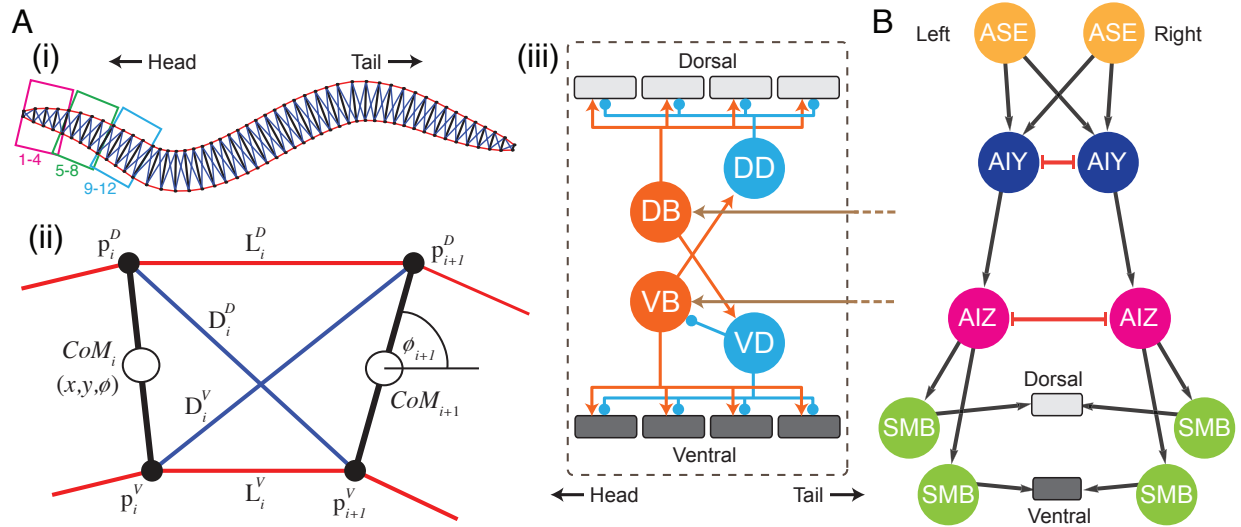 A
(i)
Head
Tail
1-4
5-8
9-12
(ii)
p_i^D
L_i^D
p_{i+1}^D
D_i^D
CoM_i
(x,y,ϕ)
ϕ_{i+1}
D_i^V
CoM_{i+1}
p_i^V
L_i^V
p_{i+1}^V
(iii)
Dorsal
DD
DB
VB
VD
Ventral
Head
Tail
B
Left
ASE
ASE
Right
AIY
AIY
AIZ
AIZ
Dorsal
SMB
SMB
SMB
SMB
Ventral